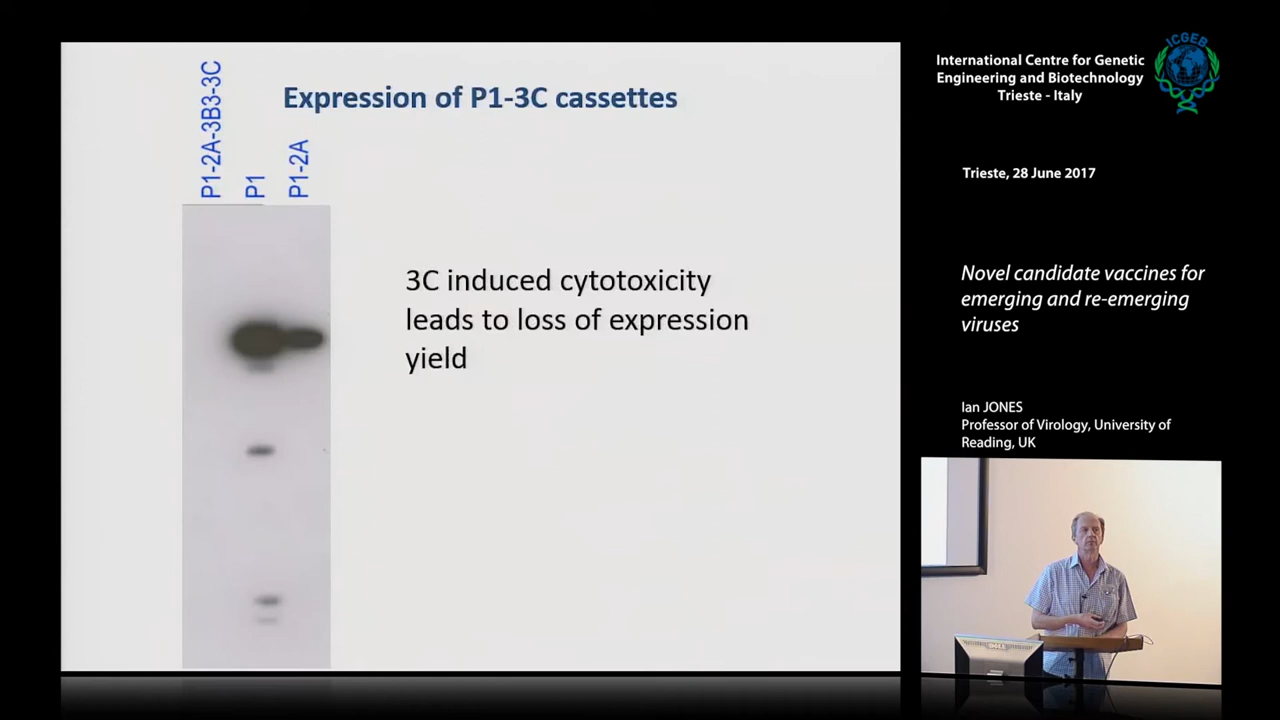 Expression of P1-3C cassettes
P1-2A-3B3-3C
P1
P1-2A
3C induced cytotoxicity
leads to loss of expression
yield
International Centre for Genetic
Engineering and Biotechnology
Trieste - Italy
ICGEB
Trieste, 28 June 2017
Novel candidate vaccines for
emerging and re-emerging
viruses
Ian JONES
Professor of Virology, University of
Reading, UK